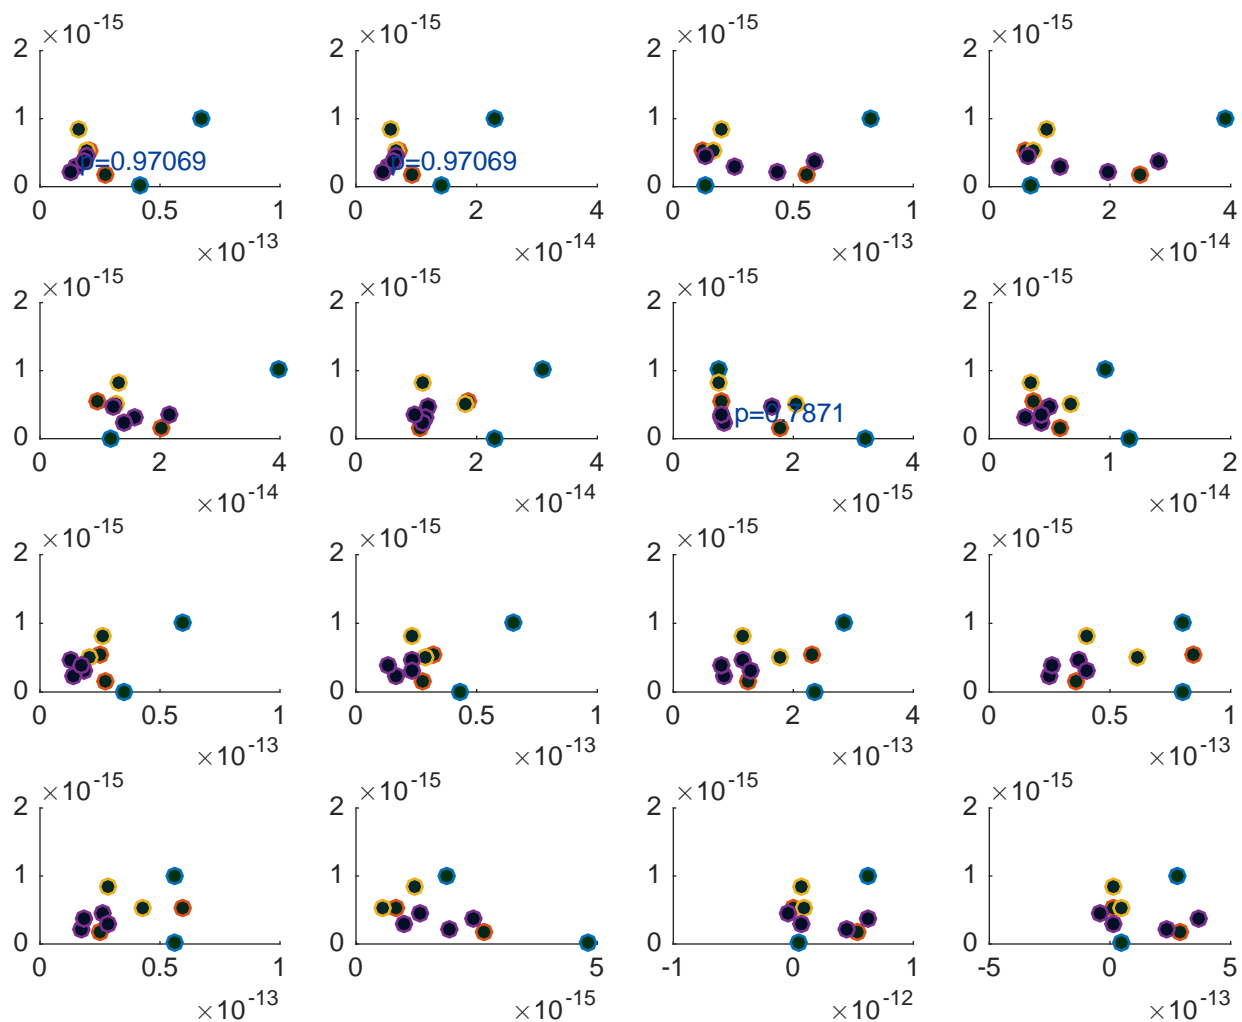 ×10-15 ×10-15 ×10-15 ×10-15
2 2 2 2
1 1 1 1
p=0.97069 p=0.97069
0 0 0 0
0 0.5 1 0 2 4 0 0.5 1 0 2 4
×10-13 ×10-14 ×10-13 ×10-14
×10-15 ×10-15 ×10-15 ×10-15
2 2 2 2
1 1 1 1
p=0.7871
0 0 0 0
0 2 4 0 2 4 0 2 4 0 1 2
×10-14 ×10-14 ×10-15 ×10-14
×10-15 ×10-15 ×10-15 ×10-15
2 2 2 2
1 1 1 1
0 0 0 0
0 0.5 1 0 0.5 1 0 2 4 0 0.5 1
×10-13 ×10-13 ×10-13 ×10-13
×10-15 ×10-15 ×10-15 ×10-15
2 2 2 2
1 1 1 1
0 0 0 0
0 0.5 1 0 5 -1 0 1 -5 0 5
×10-13 ×10-15 ×10-12 ×10-13